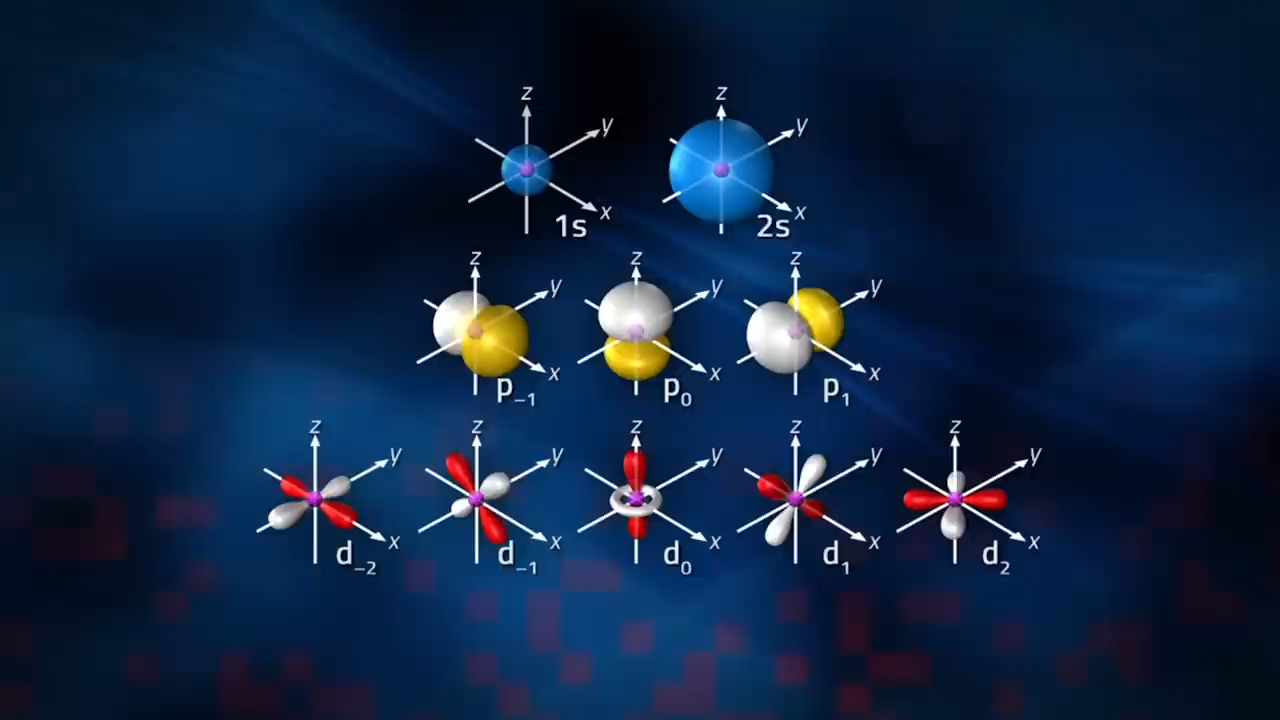 z z
y y
x x
1s 2s
z z z
y y y
x x x
p₋₁ p₀ p₁
z z z z z
y y y y y
x x x x x
d₋₂ d₋₁ d₀ d₁ d₂